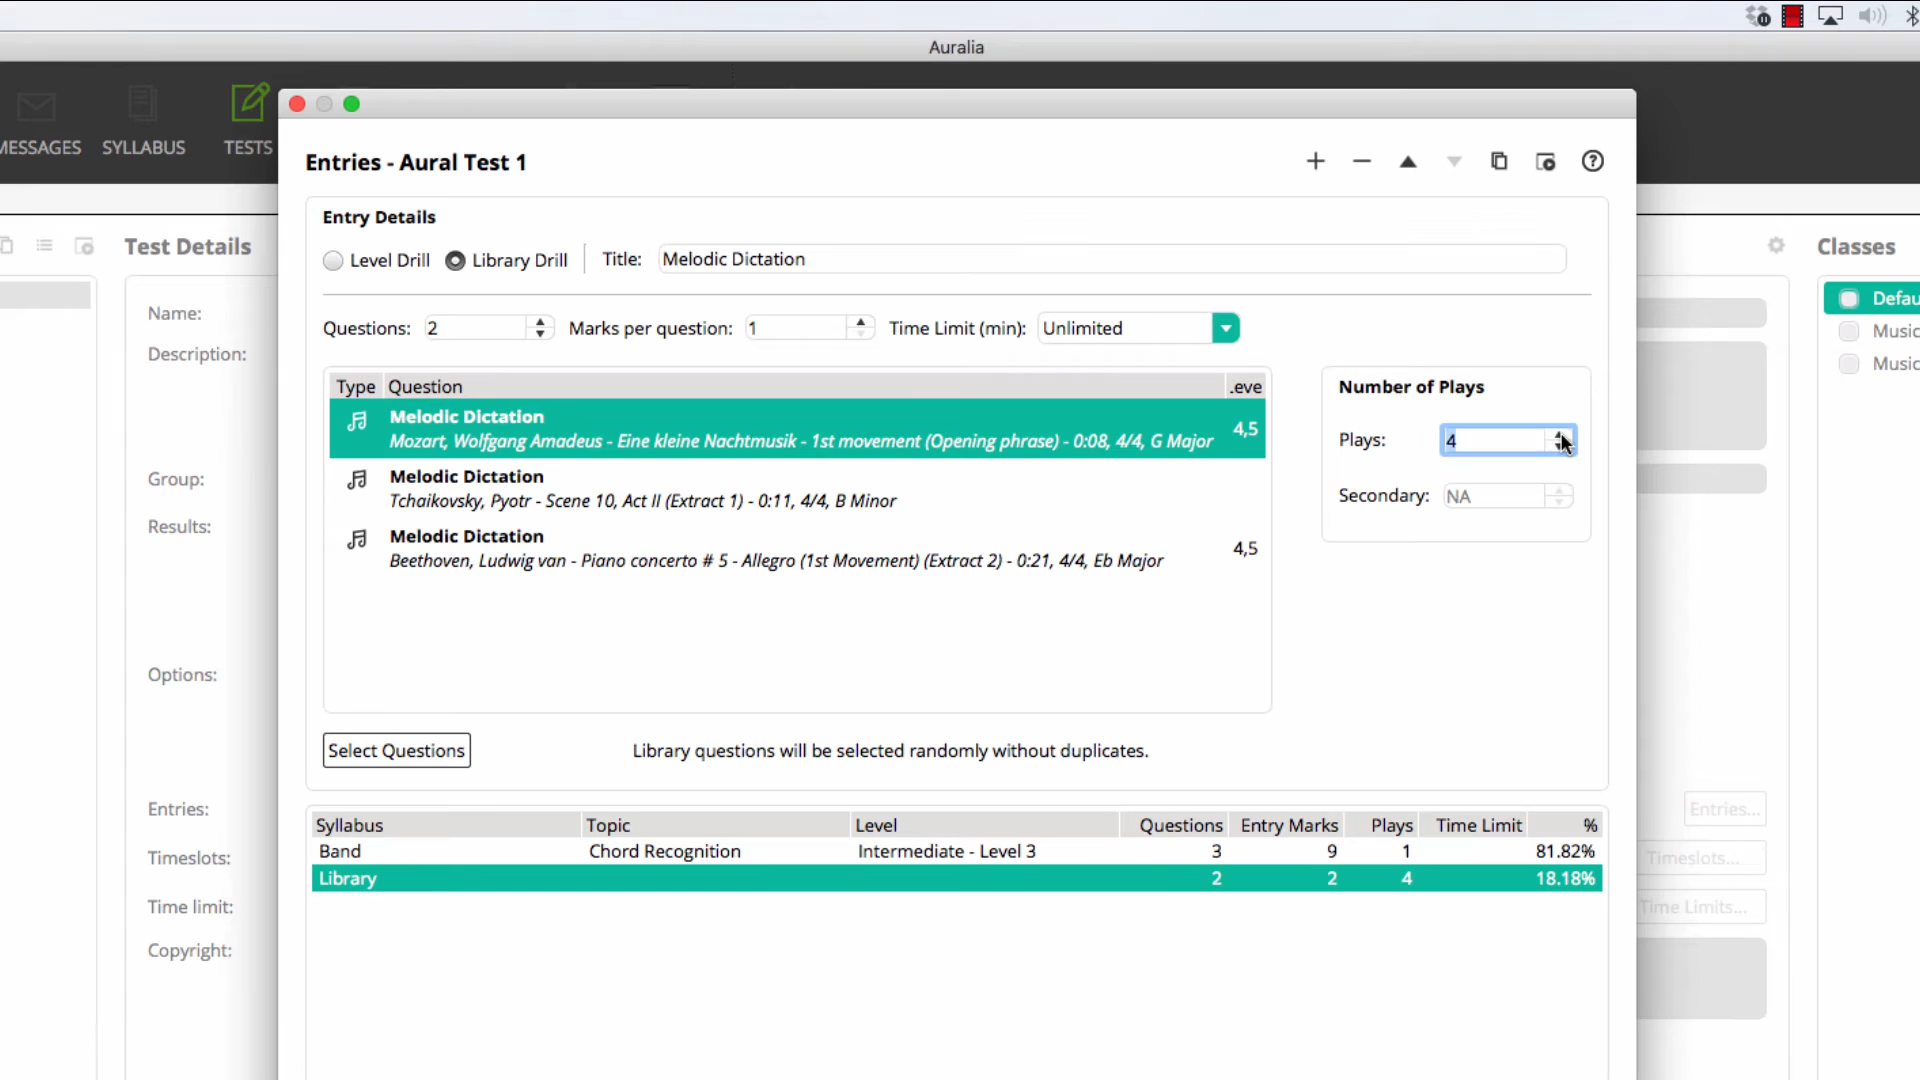 Auralia
MESSAGES SYLLABUS TESTS
Entries - Aural Test 1
Entry Details
Level Drill Library Drill Title: Melodic Dictation
Questions: 2 Marks per question: 1 Time Limit (min): Unlimited
Type Question .eve
Melodic Dictation
Mozart, Wolfgang Amadeus - Eine kleine Nachtmusik - 1st movement (Opening phrase) - 0:08, 4/4, G Major 4,5
Melodic Dictation
Tchaikovsky, Pyotr - Scene 10, Act II (Extract 1) - 0:11, 4/4, B Minor
Melodic Dictation
Beethoven, Ludwig van - Piano concerto # 5 - Allegro (1st Movement) (Extract 2) - 0:21, 4/4, Eb Major 4,5
Number of Plays
Plays: 4
Secondary: NA
Select Questions Library questions will be selected randomly without duplicates.
Syllabus Topic Level Questions Entry Marks Plays Time Limit %
Band Chord Recognition Intermediate - Level 3 3 9 1 81.82%
Library 2 2 4 18.18%
Test Details
Name:
Description:
Group:
Results:
Options:
Entries: Entries...
Timeslots: Timeslots...
Time limit: Time Limits...
Copyright:
Classes
Defau
Music
Music